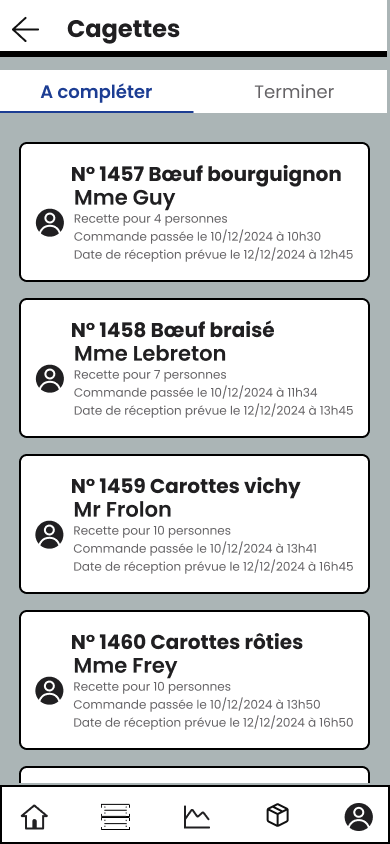 Cagettes
A compléter
Terminer
N° 1457 Bœuf bourguignon
Mme Guy
Recette pour 4 personnes
Commande passée le 10/12/2024 à 10h30
Date de réception prévue le 12/12/2024 à 12h45
N° 1458 Bœuf braisé
Mme Lebreton
Recette pour 7 personnes
Commande passée le 10/12/2024 à 11h34
Date de réception prévue le 12/12/2024 à 13h45
N° 1459 Carottes vichy
Mr Frolon
Recette pour 10 personnes
Commande passée le 10/12/2024 à 13h41
Date de réception prévue le 12/12/2024 à 16h45
N° 1460 Carottes rôties
Mme Frey
Recette pour 10 personnes
Commande passée le 10/12/2024 à 13h50
Date de réception prévue le 12/12/2024 à 16h50